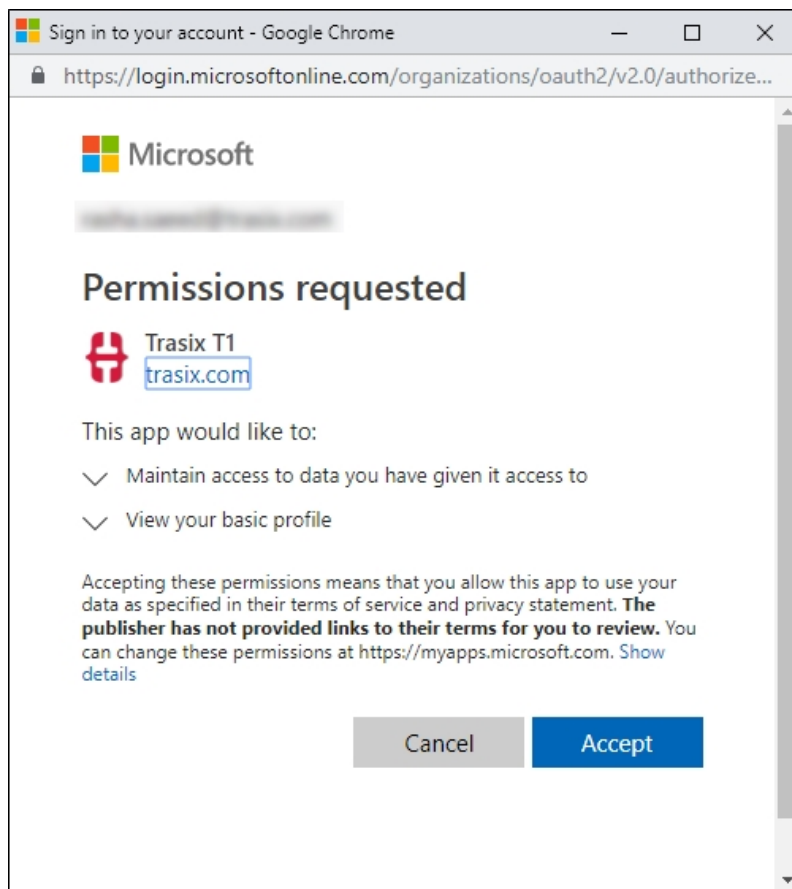 Sign in to your account - Google Chrome
https://login.microsoftonline.com/organizations/oauth2/v2.0/authorize...
Microsoft
Permissions requested
Trasix T1
trasix.com
This app would like to:
Maintain access to data you have given it access to
View your basic profile
Accepting these permissions means that you allow this app to use your
data as specified in their terms of service and privacy statement. The
publisher has not provided links to their terms for you to review. You
can change these permissions at https://myapps.microsoft.com. Show
details
Cancel Accept